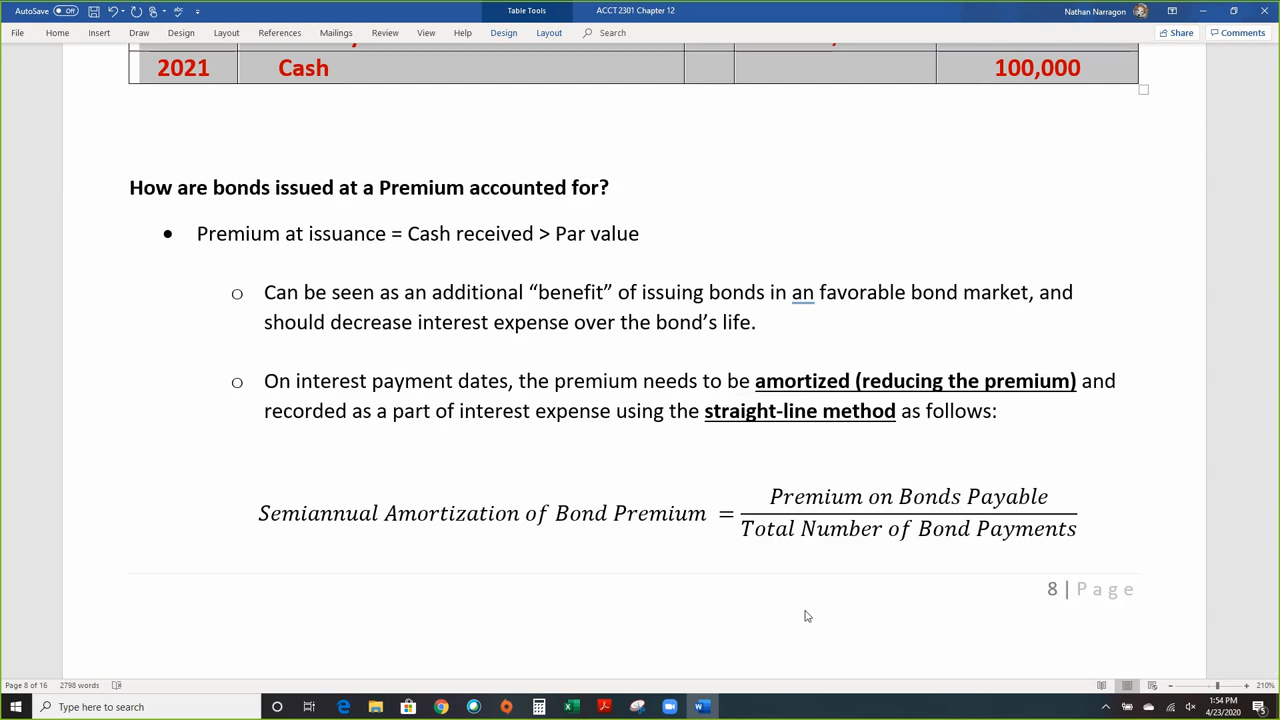 AutoSave Off
Table Tools
ACCT 2301 Chapter 12
Nathan Narragon
File Home Insert Draw Design Layout References Mailings Review View Help Design Layout Search Share Comments
2021 Cash 100,000
How are bonds issued at a Premium accounted for?
• Premium at issuance = Cash received > Par value
o Can be seen as an additional “benefit” of issuing bonds in an favorable bond market, and
should decrease interest expense over the bond’s life.
o On interest payment dates, the premium needs to be amortized (reducing the premium) and
recorded as a part of interest expense using the straight-line method as follows:
Semiannual Amortization of Bond Premium = Premium on Bonds Payable
Total Number of Bond Payments
8 | Page
Page 8 of 16 2798 words 210%
Type here to search
1:54 PM
4/23/2020